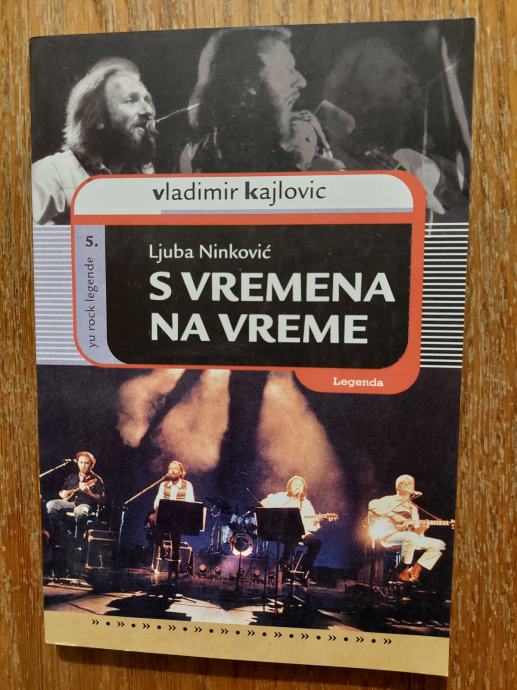 vladimir kajlovic
5.
yu rock legende
Ljuba Ninković
S VREMENA
NA VREME
Legenda